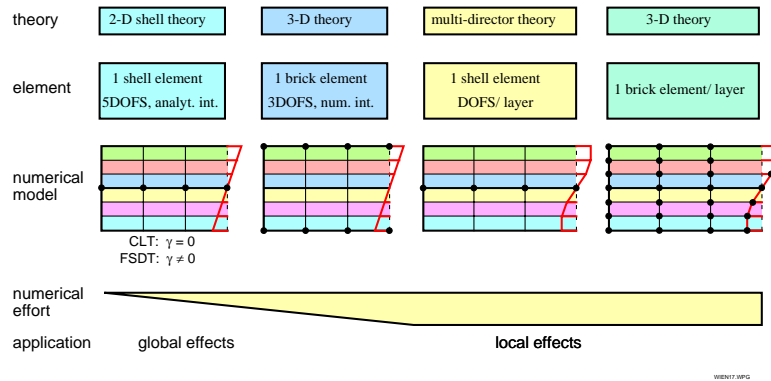 theory
2-D shell theory
3-D theory
multi-director theory
3-D theory
element
1 shell element
5DOFS, analyt. int.
1 brick element
3DOFS, num. int.
1 shell element
DOFS/ layer
1 brick element/ layer
numerical
model
CLT: γ = 0
FSDT: γ ≠ 0
numerical
effort
application
global effects
local effects
WIEN17.WPG